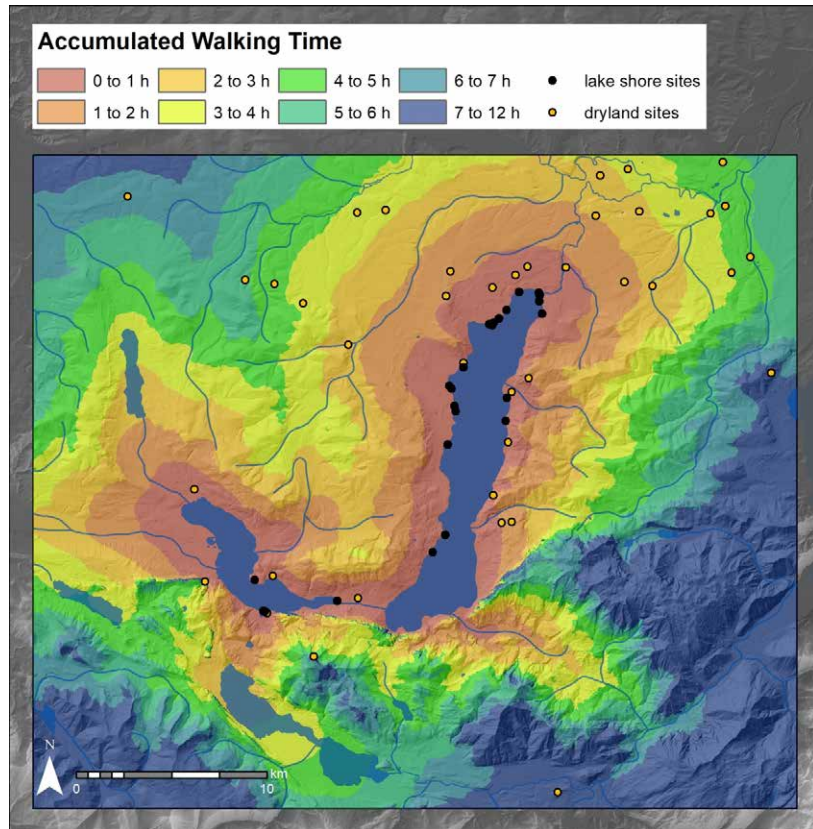 Accumulated Walking Time
0 to 1 h 2 to 3 h 4 to 5 h 6 to 7 h lake shore sites
1 to 2 h 3 to 4 h 5 to 6 h 7 to 12 h dryland sites
N
km
0 10